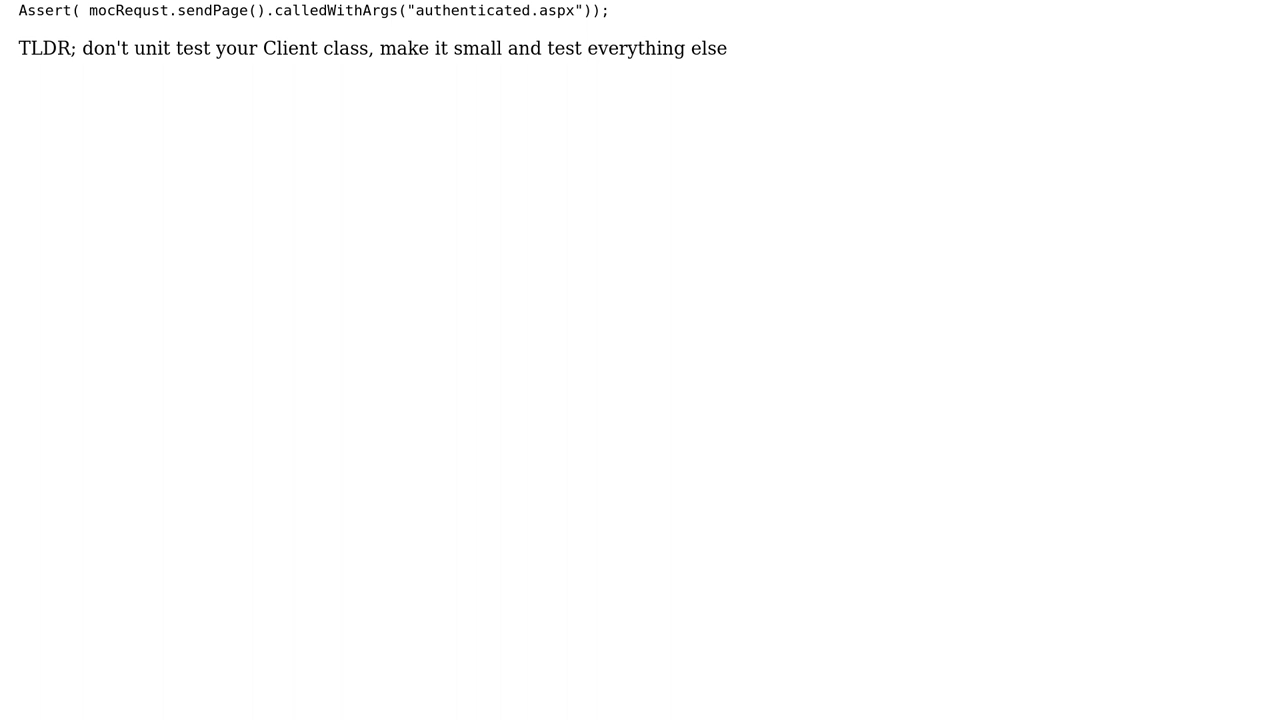 Assert( mocRequst.sendPage().calledWithArgs("authenticated.aspx"));
TLDR; don't unit test your Client class, make it small and test everything else